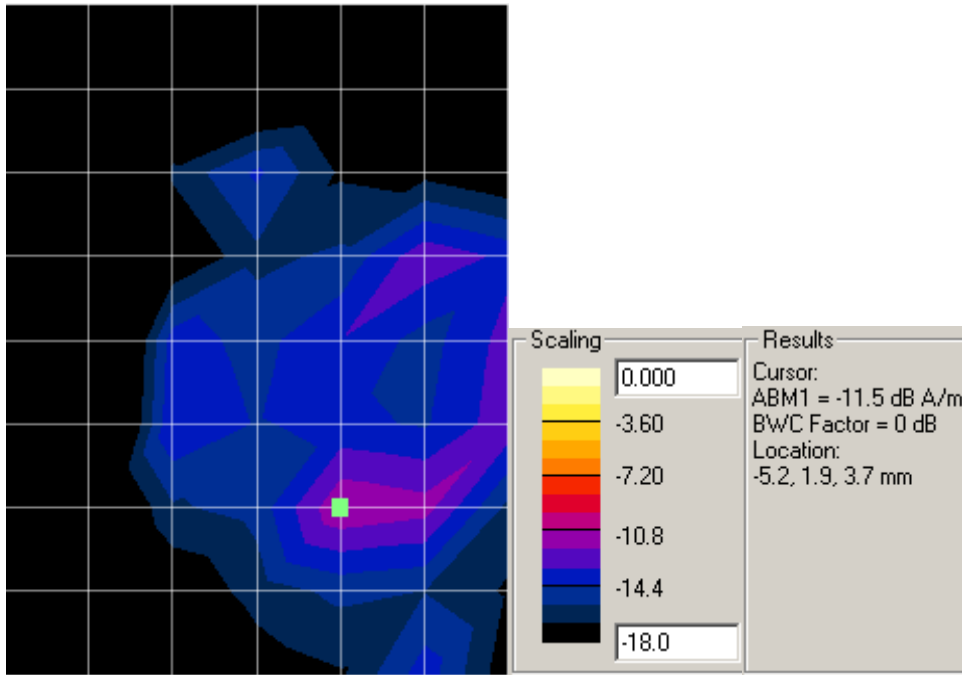 Scaling
0.000
-3.60
-7.20
-10.8
-14.4
-18.0
Results
Cursor:
ABM1 = -11.5 dB A/m
BWC Factor = 0 dB
Location:
-5.2, 1.9, 3.7 mm